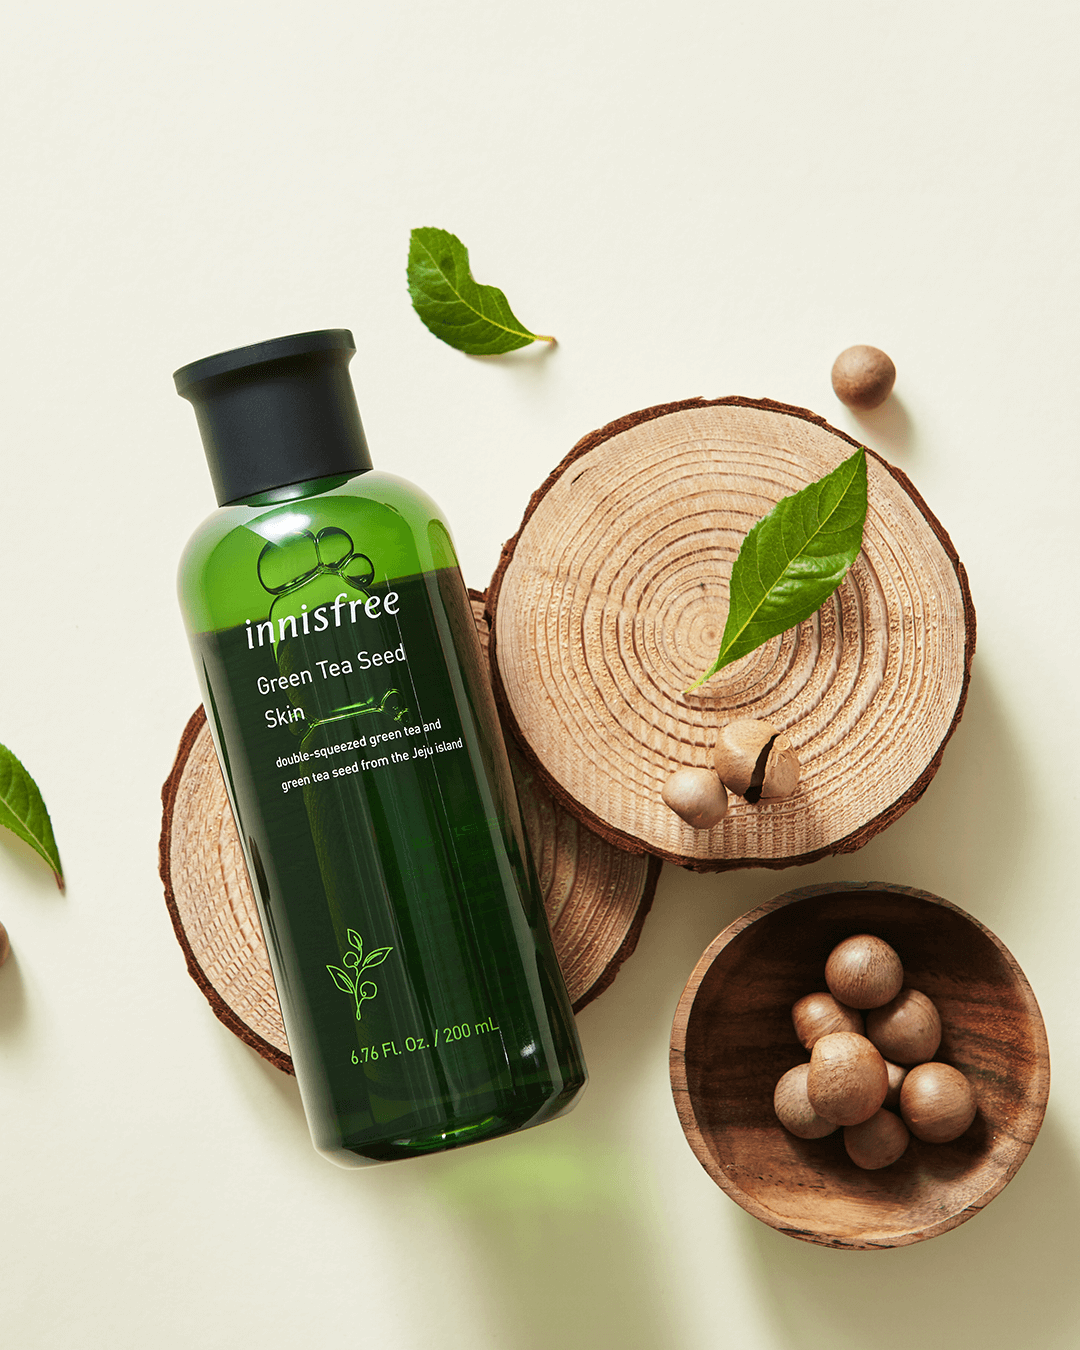 innisfree
Green Tea Seed
Skin
double-squeezed green tea and
green tea seed from the Jeju island
6.76 Fl. Oz. / 200 mL